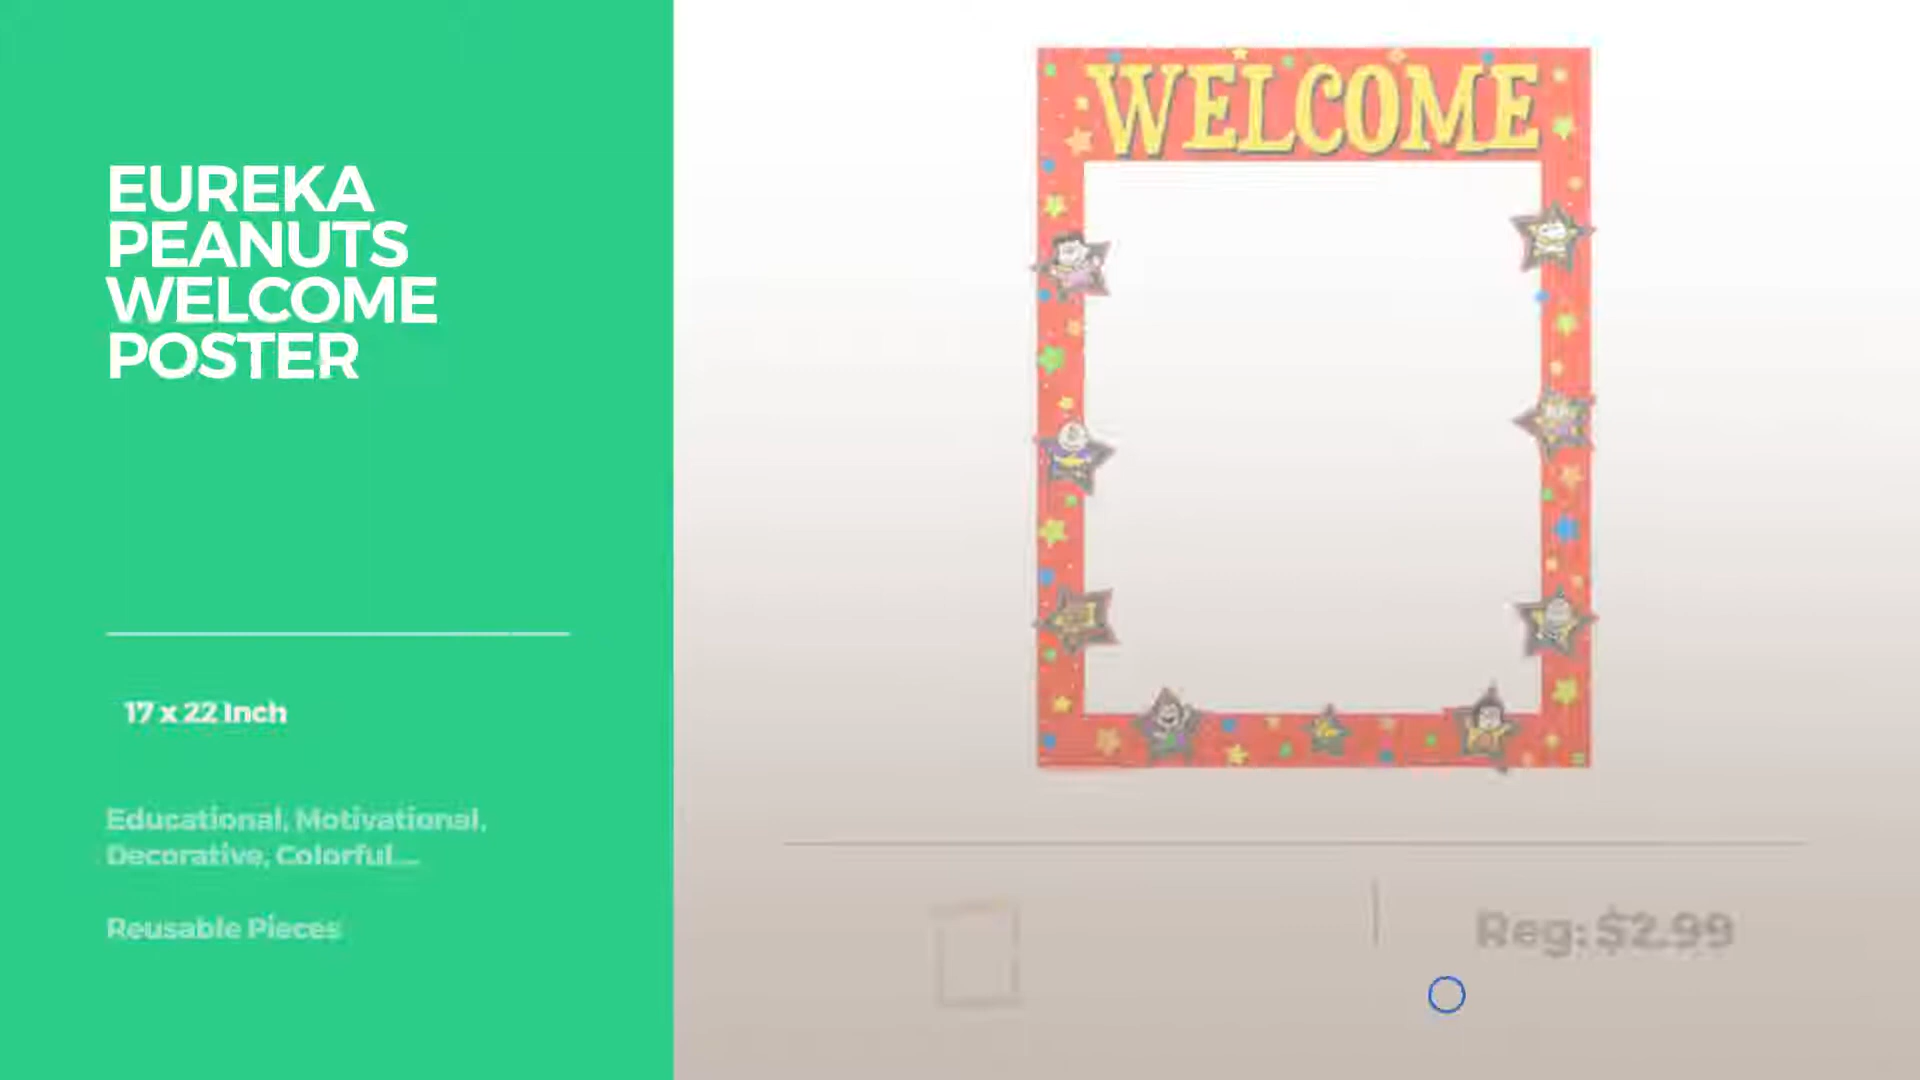 EUREKA
PEANUTS
WELCOME
POSTER
17 x 22 Inch
Educational, Motivational,
Decorative, Colorful...
Reusable Pieces
WELCOME
Reg: $2.99